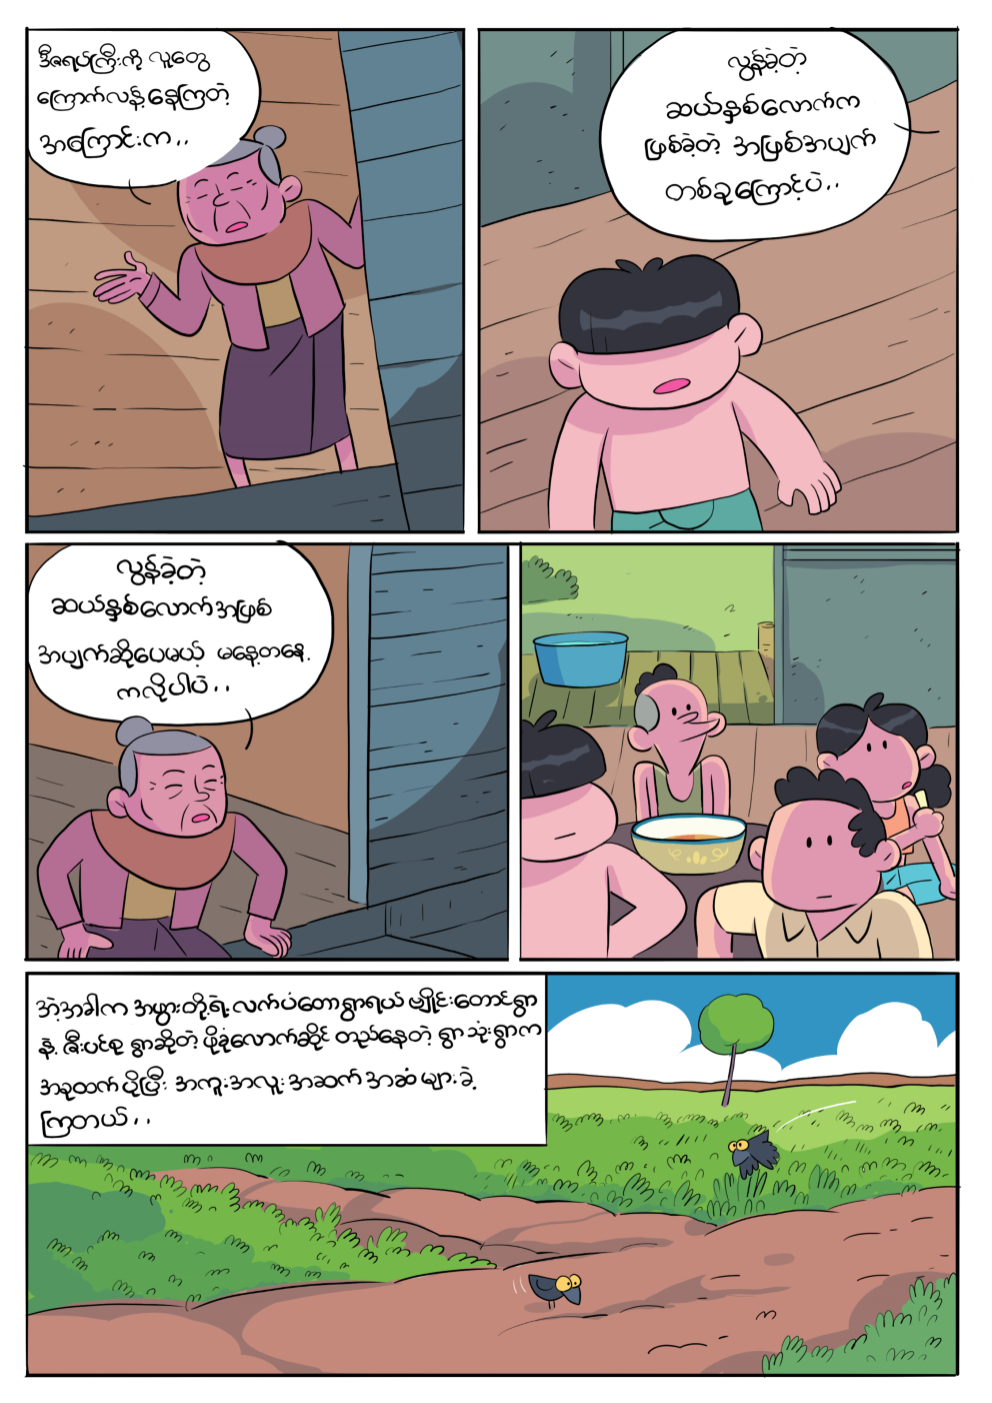 ဒီဇရပ်ကြီးကို လူတွေ
ကြောက်လန့်နေကြတဲ့
အကြောင်းက..
လွန်ခဲ့တဲ့
ဆယ်နှစ်လောက်က
ဖြစ်ခဲ့တဲ့ အဖြစ်အပျက်
တစ်ခုကြောင့်ပဲ..
လွန်ခဲ့တဲ့
ဆယ်နှစ်လောက်အဖြစ်
အပျက်ဆိုပေမယ့် မနေ့တနေ့
ကလိုပါပဲ..
အဲ့အခါက အဖွားတို့ရဲ့ လက်ပံတောရွာရယ် ဗျိုင်းတောင်ရွာ
နဲ့ ဇီးပင်စု ရွာဆိုတဲ့ ဖိုခုံလောက်ဆိုင် တည်နေတဲ့ ရွာသုံးရွာက
အခုထက်ပိုပြီး အကူးအလူးအဆက်အဆံများခဲ့
ကြတယ်..